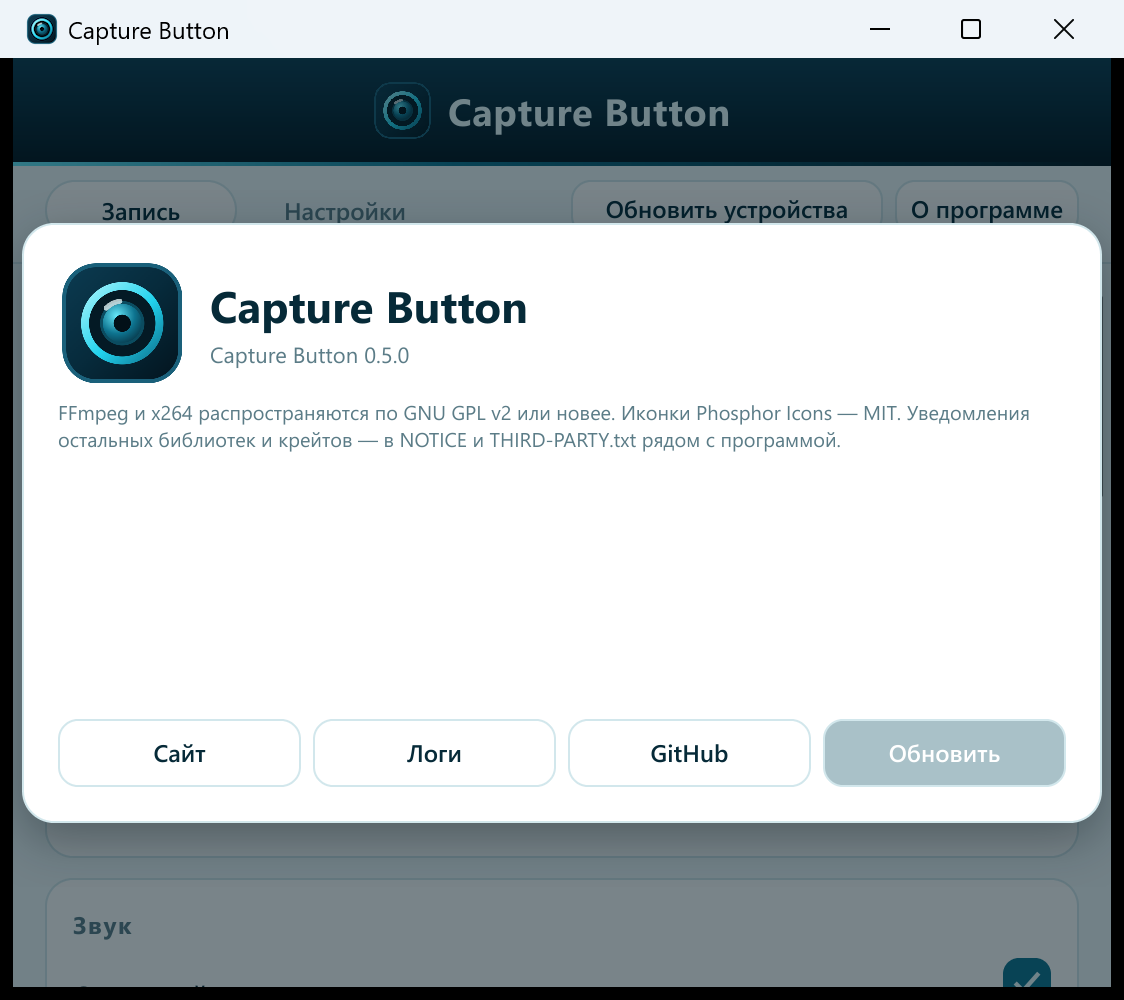 Capture Button
Capture Button
Запись
Настройки
Обновить устройства
О программе
Capture Button
Capture Button 0.5.0
FFmpeg и x264 распространяются по GNU GPL v2 или новее. Иконки Phosphor Icons — MIT. Уведомления
остальных библиотек и крейтов — в NOTICE и THIRD-PARTY.txt рядом с программой.
Сайт
Логи
GitHub
Обновить
Звук